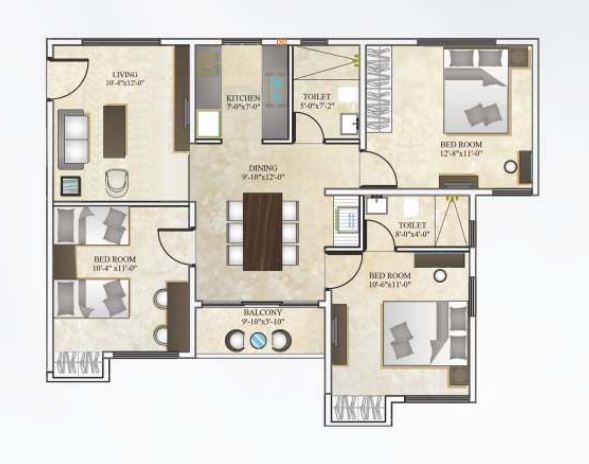 LIVING
10'-4"x12'-0"
KITCHEN
7'-0"x7'-0"
TOILET
5'-0"x7'-2"
BED ROOM
12'-8"x11'-0"
DINING
9'-10"x12'-0"
TOILET
8'-0"x4'-0"
BED ROOM
10'-4" x11'-0"
BED ROOM
10'-6"x11'-0"
BALCONY
9'-10"x3'-10"